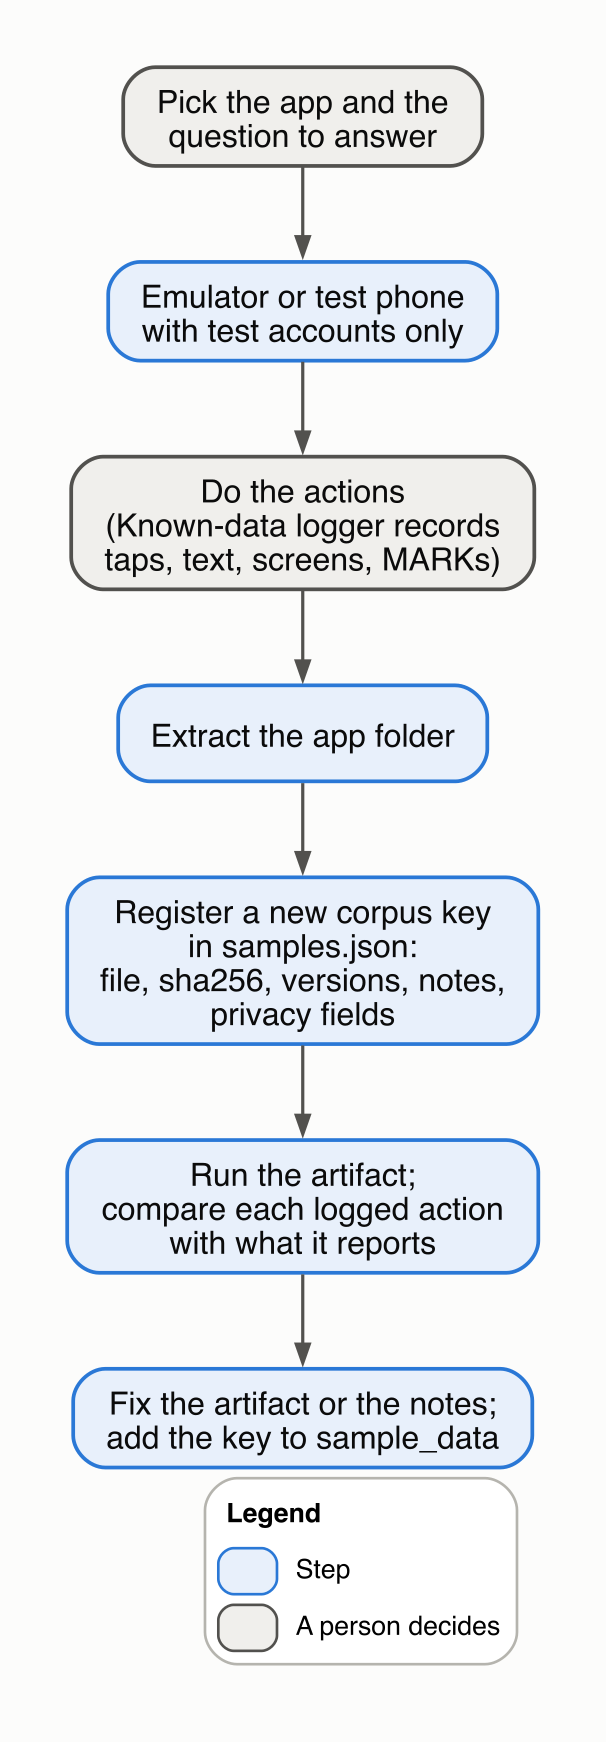 Pick the app and the
question to answer
Emulator or test phone
with test accounts only
Do the actions
(Known-data logger records
taps, text, screens, MARKs)
Extract the app folder
Register a new corpus key
in samples.json:
file, sha256, versions, notes,
privacy fields
Run the artifact;
compare each logged action
with what it reports
Fix the artifact or the notes;
add the key to sample_data
Legend
Step
A person decides